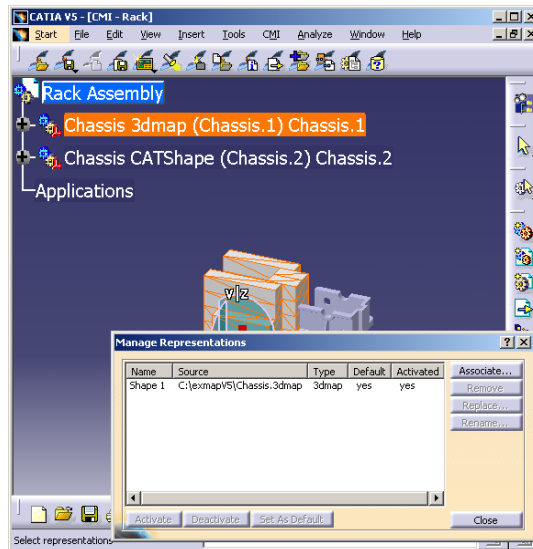 CATIA V5 - [CMI - Rack]
Start File Edit View Insert Tools CMI Analyze Window Help
Rack Assembly
Chassis 3dmap (Chassis.1) Chassis.1
Chassis CATShape (Chassis.2) Chassis.2
Applications
y|z
Manage Representations
Name Source Type Default Activated
Shape 1 C:\exmapV5\Chassis.3dmap 3dmap yes yes
Associate...
Remove
Replace...
Rename...
Activate Deactivate Set As Default Close
Select representations